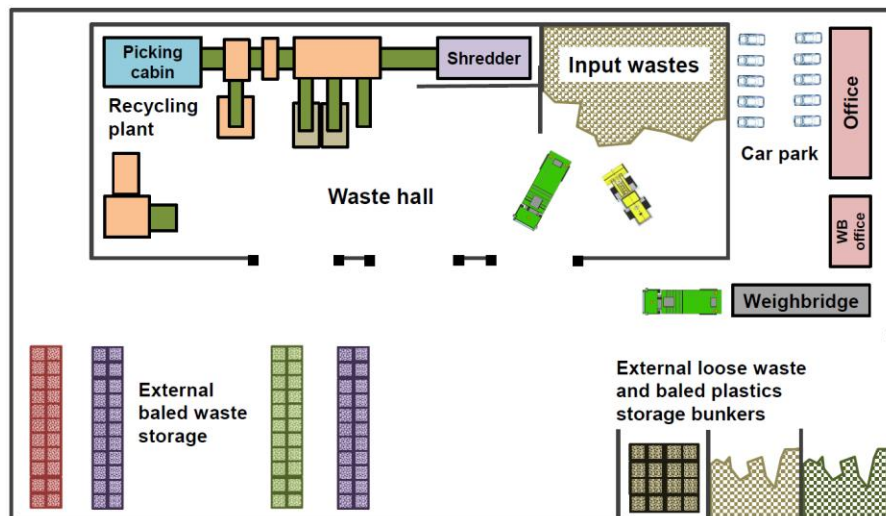 Picking
cabin
Shredder
Input wastes
Recycling
plant
Car park
Office
Waste hall
WB
office
Weighbridge
External
baled waste
storage
External loose waste
and baled plastics
storage bunkers